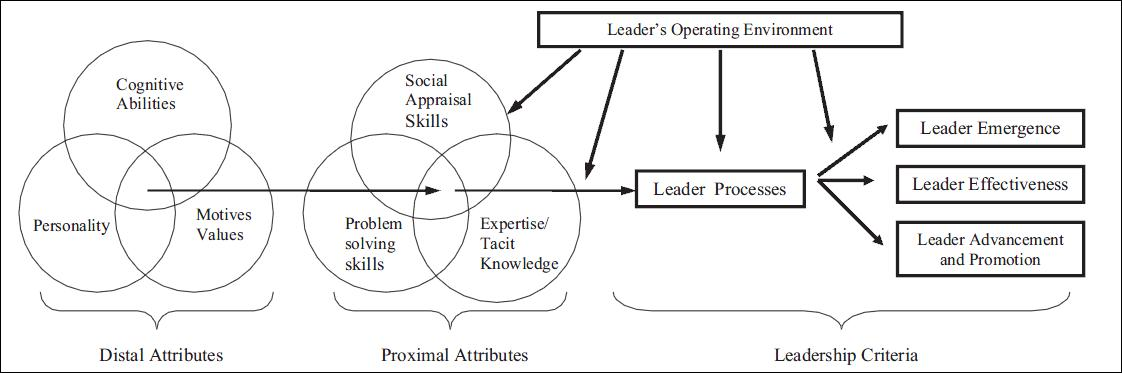 Leader’s Operating Environment
Cognitive
Abilities
Personality
Motives
Values
Social
Appraisal
Skills
Problem
solving
skills
Expertise/
Tacit
Knowledge
Leader Processes
Leader Emergence
Leader Effectiveness
Leader Advancement
and Promotion
Distal Attributes
Proximal Attributes
Leadership Criteria